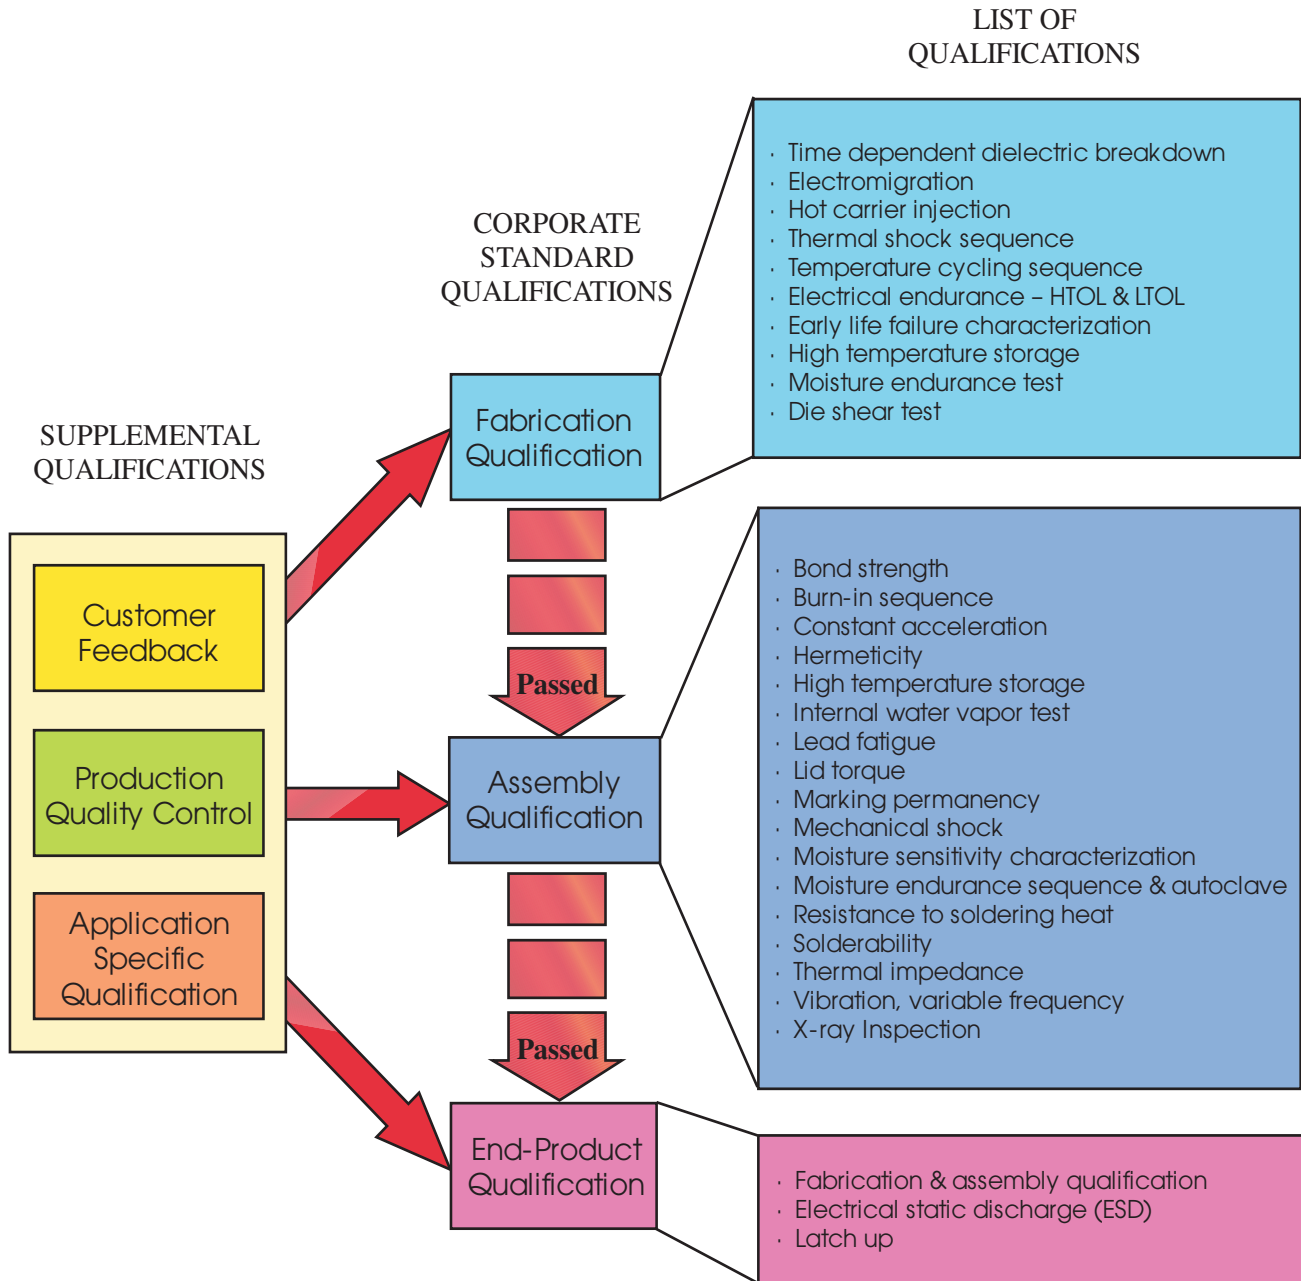 LIST OF
QUALIFICATIONS
· Time dependent dielectric breakdown
· Electromigration
· Hot carrier injection
· Thermal shock sequence
· Temperature cycling sequence
· Electrical endurance – HTOL & LTOL
· Early life failure characterization
· High temperature storage
· Moisture endurance test
· Die shear test
CORPORATE
STANDARD
QUALIFICATIONS
Fabrication
Qualification
SUPPLEMENTAL
QUALIFICATIONS
Customer
Feedback
Production
Quality Control
Application
Specific
Qualification
Passed
Assembly
Qualification
· Bond strength
· Burn-in sequence
· Constant acceleration
· Hermeticity
· High temperature storage
· Internal water vapor test
· Lead fatigue
· Lid torque
· Marking permanency
· Mechanical shock
· Moisture sensitivity characterization
· Moisture endurance sequence & autoclave
· Resistance to soldering heat
· Solderability
· Thermal impedance
· Vibration, variable frequency
· X-ray Inspection
Passed
End-Product
Qualification
· Fabrication & assembly qualification
· Electrical static discharge (ESD)
· Latch up